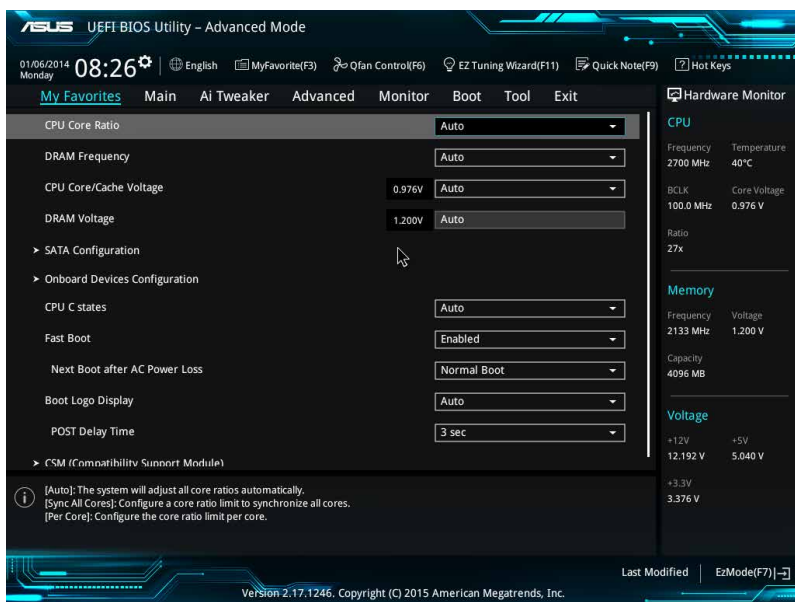 ASUS UEFI BIOS Utility – Advanced Mode
01/06/2014 Monday 08:26 English MyFavorite(F3) Qfan Control(F6) EZ Tuning Wizard(F11) Quick Note(F9) ? Hot Keys
My Favorites Main Ai Tweaker Advanced Monitor Boot Tool Exit
CPU Core Ratio Auto
DRAM Frequency Auto
CPU Core/Cache Voltage 0.976V Auto
DRAM Voltage 1.200V Auto
> SATA Configuration
> Onboard Devices Configuration
CPU C states Auto
Fast Boot Enabled
Next Boot after AC Power Loss Normal Boot
Boot Logo Display Auto
POST Delay Time 3 sec
> CSM (Compatibility Support Module)
[Auto]: The system will adjust all core ratios automatically.
[Sync All Cores]: Configure a core ratio limit to synchronize all cores.
[Per Core]: Configure the core ratio limit per core.
Hardware Monitor
CPU
Frequency Temperature
2700 MHz 40°C
BCLK Core Voltage
100.0 MHz 0.976 V
Ratio
27x
Memory
Frequency Voltage
2133 MHz 1.200 V
Capacity
4096 MB
Voltage
+12V +5V
12.192 V 5.040 V
+3.3V
3.376 V
Last Modified EzMode(F7)
Version 2.17.1246. Copyright (C) 2015 American Megatrends, Inc.